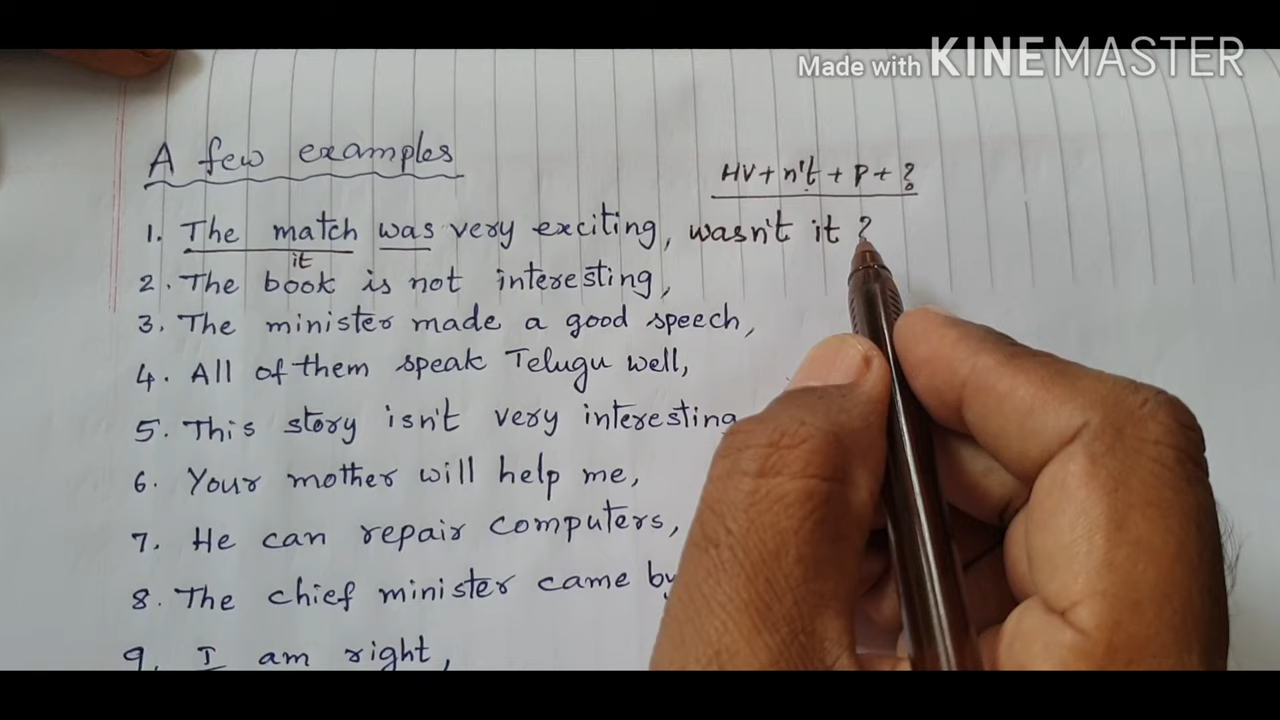 Made with KINEMASTER
A few examples
HV + n't + P + ?
1. The match was very exciting, wasn't it ?
it
2. The book is not interesting,
3. The minister made a good speech,
4. All of them speak Telugu well,
5. This story isn't very interesting
6. Your mother will help me,
7. He can repair computers,
8. The chief minister came by
9. I am right,